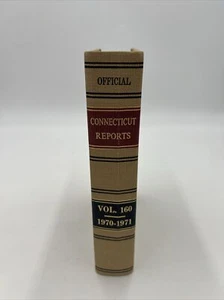 OFFICIAL
CONNECTICUT
REPORTS
VOL. 160
1970-1971